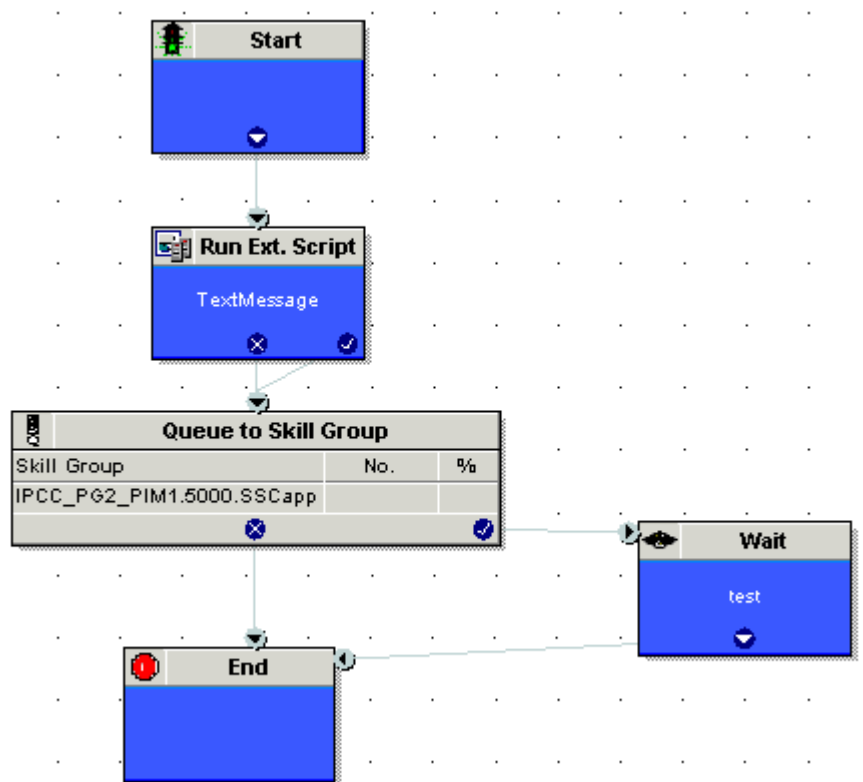 Start
Run Ext. Script
TextMessage
Queue to Skill Group
Skill Group No. %
IPCC_PG2_PIM1.5000.SSCapp
Wait
test
End